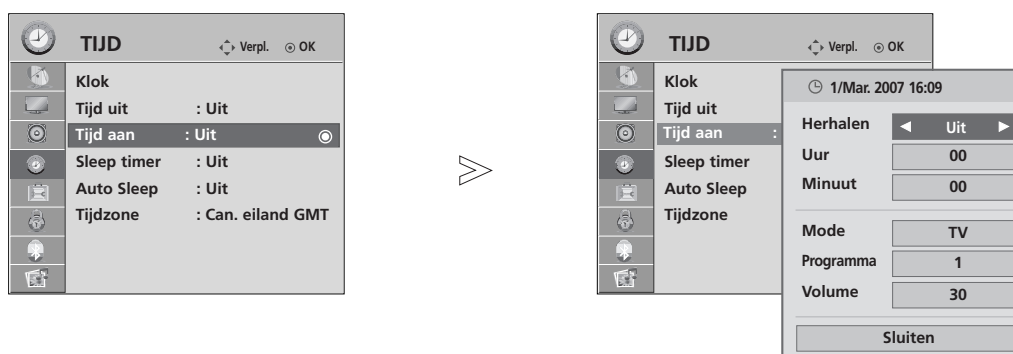 TIJD Verpl. OK
Klok
Tijd uit : Uit
Tijd aan : Uit
Sleep timer : Uit
Auto Sleep : Uit
Tijdzone : Can. eiland GMT
>
TIJD Verpl. OK
Klok
Tijd uit
Tijd aan :
Sleep timer
Auto Sleep
Tijdzone
1/Mar. 2007 16:09
Herhalen ◀ Uit ▶
Uur 00
Minuut 00
Mode TV
Programma 1
Volume 30
Sluiten